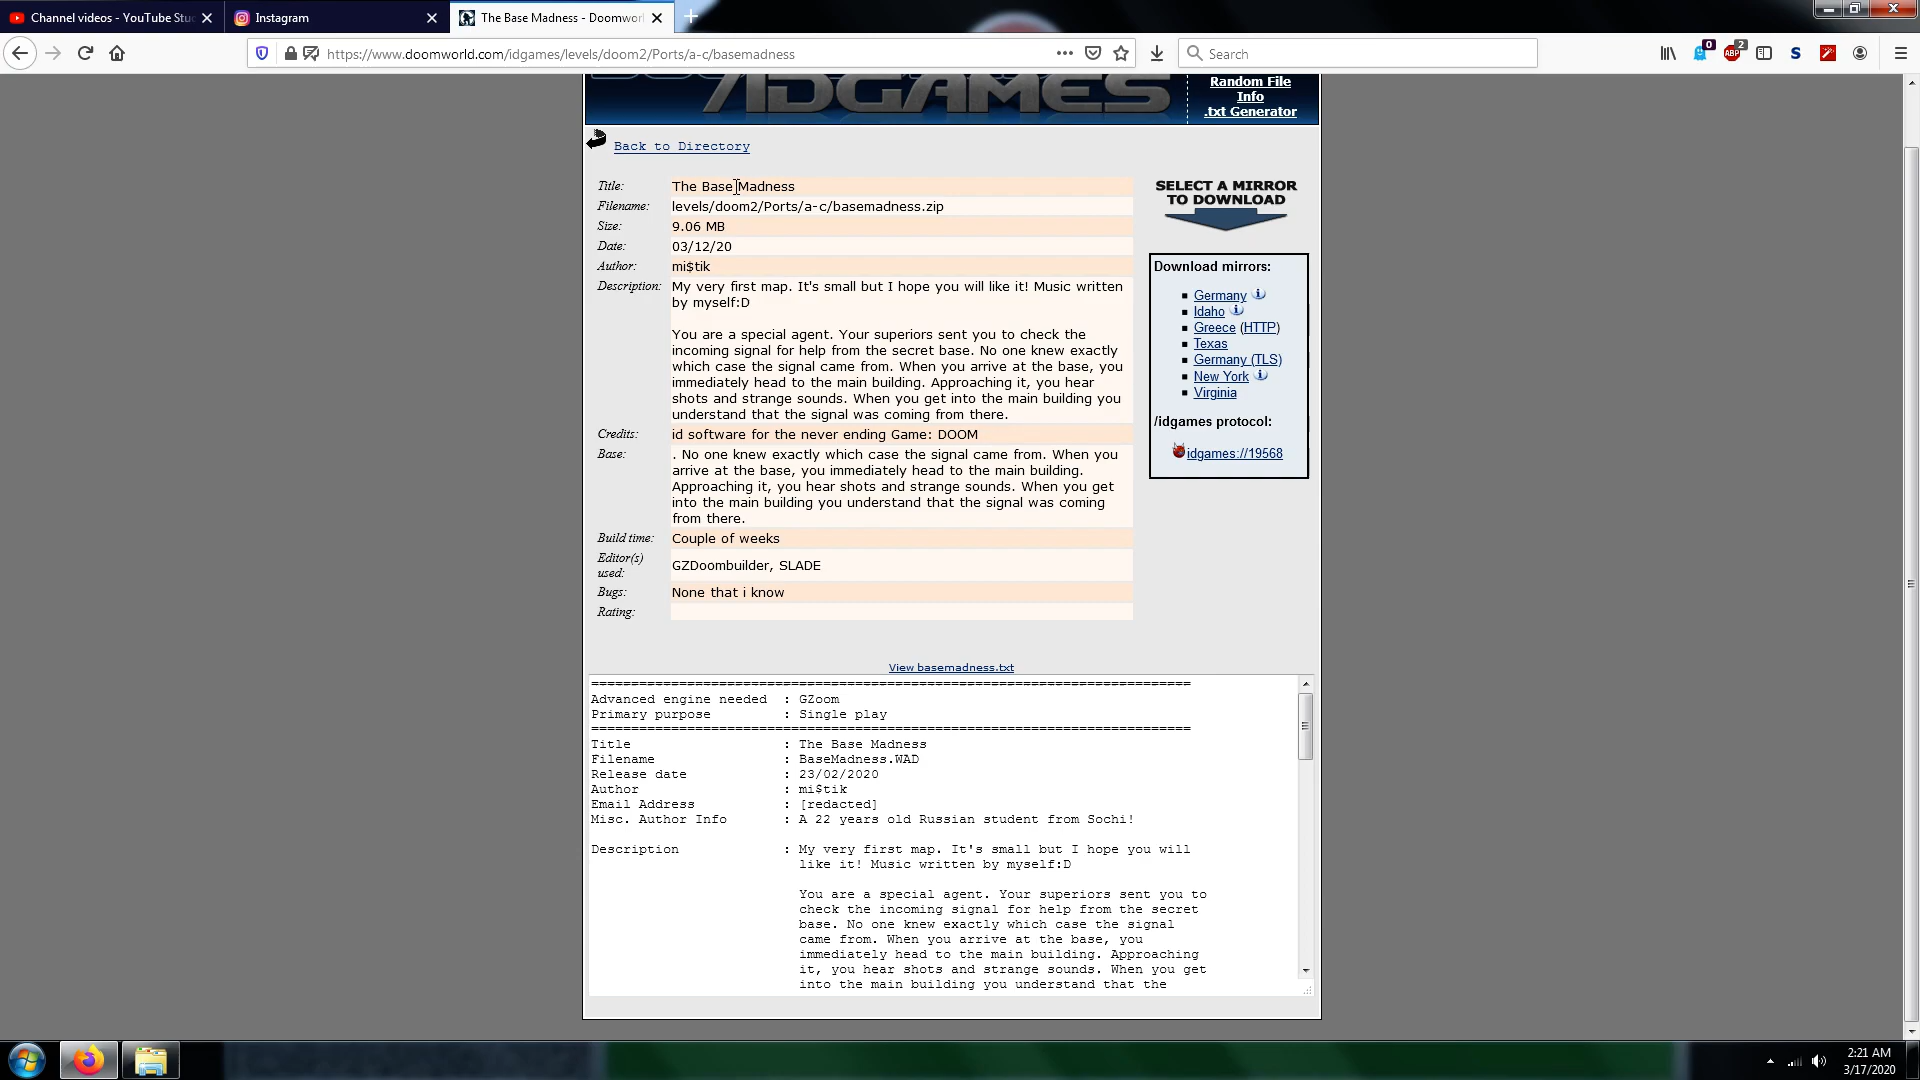 Channel videos - YouTube Stu
Instagram
The Base Madness - Doomworl
https://www.doomworld.com/idgames/levels/doom2/Ports/a-c/basemadness
Search
0
ABP
2
S
/IDGAMES
Random File
Info
.txt Generator
Back to Directory
Title: The Base Madness
Filename: levels/doom2/Ports/a-c/basemadness.zip
Size: 9.06 MB
Date: 03/12/20
Author: mi$tik
Description: My very first map. It's small but I hope you will like it! Music written
by myself:D
You are a special agent. Your superiors sent you to check the
incoming signal for help from the secret base. No one knew exactly
which case the signal came from. When you arrive at the base, you
immediately head to the main building. Approaching it, you hear
shots and strange sounds. When you get into the main building you
understand that the signal was coming from there.
Credits: id software for the never ending Game: DOOM
Base: . No one knew exactly which case the signal came from. When you
arrive at the base, you immediately head to the main building.
Approaching it, you hear shots and strange sounds. When you get
into the main building you understand that the signal was coming
from there.
Build time: Couple of weeks
Editor(s)
used: GZDoombuilder, SLADE
Bugs: None that i know
Rating:
SELECT A MIRROR
TO DOWNLOAD
Download mirrors:
Germany
Idaho
Greece (HTTP)
Texas
Germany (TLS)
New York
Virginia
/idgames protocol:
idgames://19568
View basemadness.txt
===========================================================================
Advanced engine needed : GZoom
Primary purpose : Single play
===========================================================================
Title : The Base Madness
Filename : BaseMadness.WAD
Release date : 23/02/2020
Author : mi$tik
Email Address : [redacted]
Misc. Author Info : A 22 years old Russian student from Sochi!
Description : My very first map. It's small but I hope you will
like it! Music written by myself:D
You are a special agent. Your superiors sent you to
check the incoming signal for help from the secret
base. No one knew exactly which case the signal
came from. When you arrive at the base, you
immediately head to the main building. Approaching
it, you hear shots and strange sounds. When you get
into the main building you understand that the
2:21 AM
3/17/2020